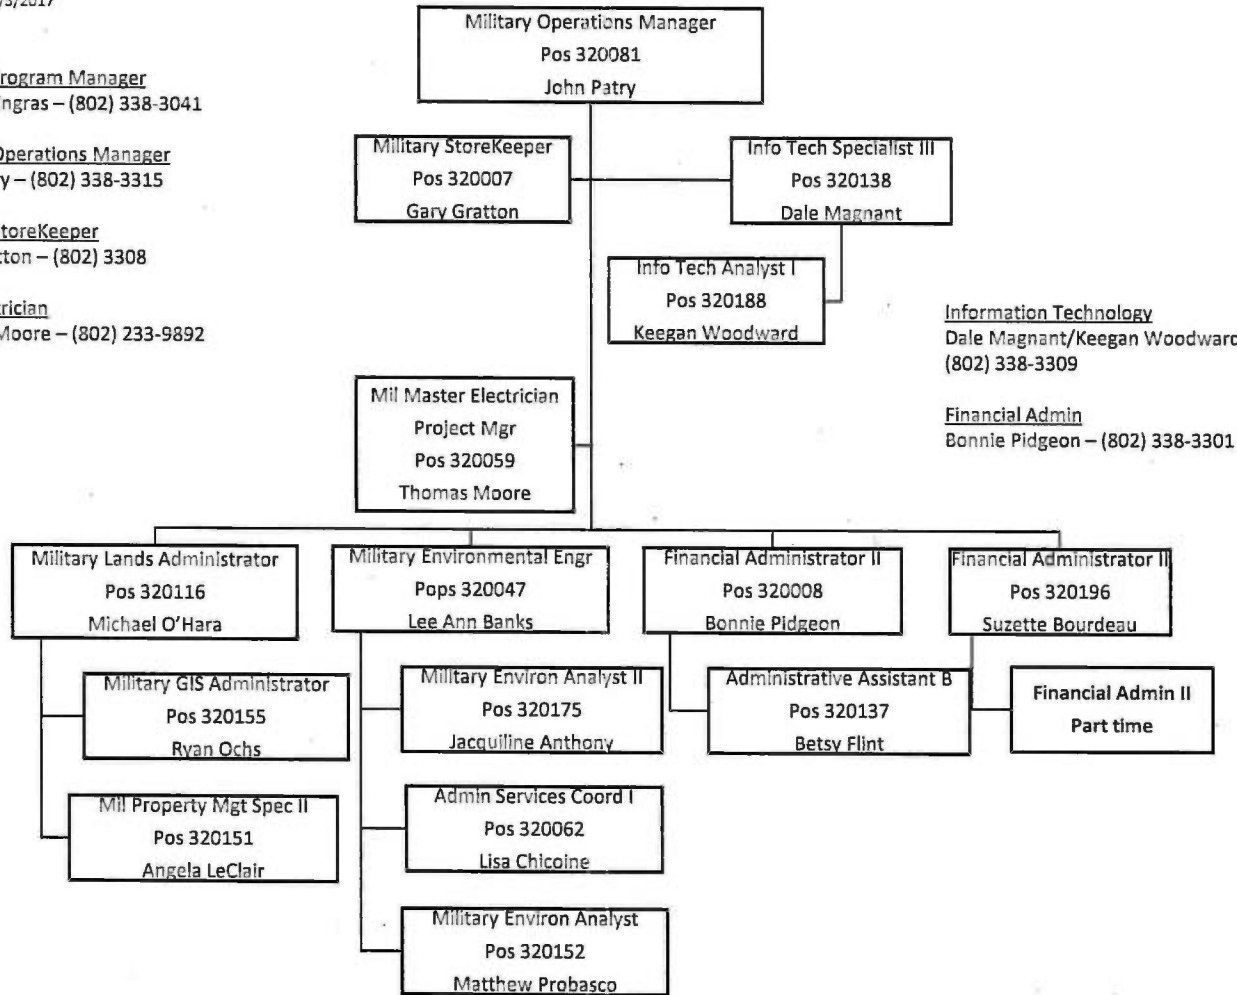 /3/2017
Military Operations Manager
Pos 320081
John Patry
rogram Manager
ingras – (802) 338-3041
Operations Manager
y – (802) 338-3315
toreKeeper
tton – (802) 3308
trician
Moore – (802) 233-9892
Military StoreKeeper
Pos 320007
Gary Gratton
Info Tech Specialist III
Pos 320138
Dale Magnant
Info Tech Analyst I
Pos 320188
Keegan Woodward
Information Technology
Dale Magnant/Keegan Woodward
(802) 338-3309
Financial Admin
Bonnie Pidgeon – (802) 338-3301
Mil Master Electrician
Project Mgr
Pos 320059
Thomas Moore
Military Lands Administrator
Pos 320116
Michael O'Hara
Military Environmental Engr
Pops 320047
Lee Ann Banks
Financial Administrator II
Pos 320008
Bonnie Pidgeon
Financial Administrator II
Pos 320196
Suzette Bourdeau
Military GIS Administrator
Pos 320155
Ryan Ochs
Mil Property Mgt Spec II
Pos 320151
Angela LeClair
Military Environ Analyst II
Pos 320175
Jacquiline Anthony
Admin Services Coord I
Pos 320062
Lisa Chicoine
Military Environ Analyst
Pos 320152
Matthew Probasco
Administrative Assistant B
Pos 320137
Betsy Flint
Financial Admin II
Part time